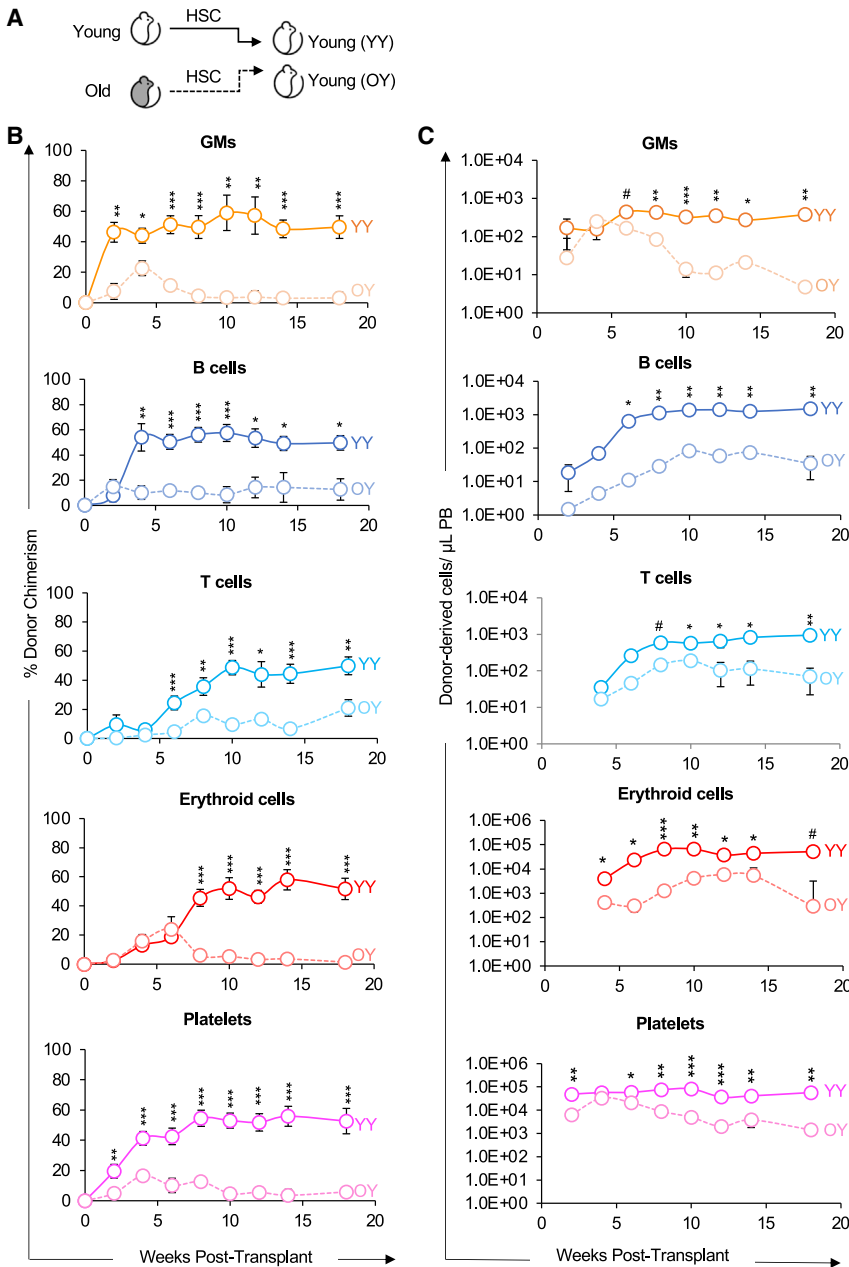 A
Young
HSC
Young (YY)
Old
HSC
Young (OY)
B
% Donor Chimerism
GMs
100
80
60
40
20
0
** * *** *** ** ** *** ***
YY
OY
0 5 10 15 20
B cells
100
80
60
40
20
0
** *** *** *** * * *
YY
OY
0 5 10 15 20
T cells
100
80
60
40
20
0
*** ** *** * *** **
YY
OY
0 5 10 15 20
Erythroid cells
100
80
60
40
20
0
*** *** *** *** ***
YY
OY
0 5 10 15 20
Platelets
100
80
60
40
20
0
** *** *** *** *** *** *** ***
YY
OY
0 5 10 15 20
Weeks Post-Transplant
C
Donor-derived cells/ µL PB
GMs
1.0E+04
1.0E+03
1.0E+02
1.0E+01
1.0E+00
# ** *** ** * **
YY
OY
0 5 10 15 20
B cells
1.0E+04
1.0E+03
1.0E+02
1.0E+01
1.0E+00
* ** ** ** ** **
YY
OY
0 5 10 15 20
T cells
1.0E+04
1.0E+03
1.0E+02
1.0E+01
1.0E+00
# * * * **
YY
OY
0 5 10 15 20
Erythroid cells
1.0E+06
1.0E+05
1.0E+04
1.0E+03
1.0E+02
1.0E+01
1.0E+00
* * *** ** * * #
YY
OY
0 5 10 15 20
Platelets
1.0E+06
1.0E+05
1.0E+04
1.0E+03
1.0E+02
1.0E+01
1.0E+00
** * ** *** *** ** **
YY
OY
0 5 10 15 20
Weeks Post-Transplant